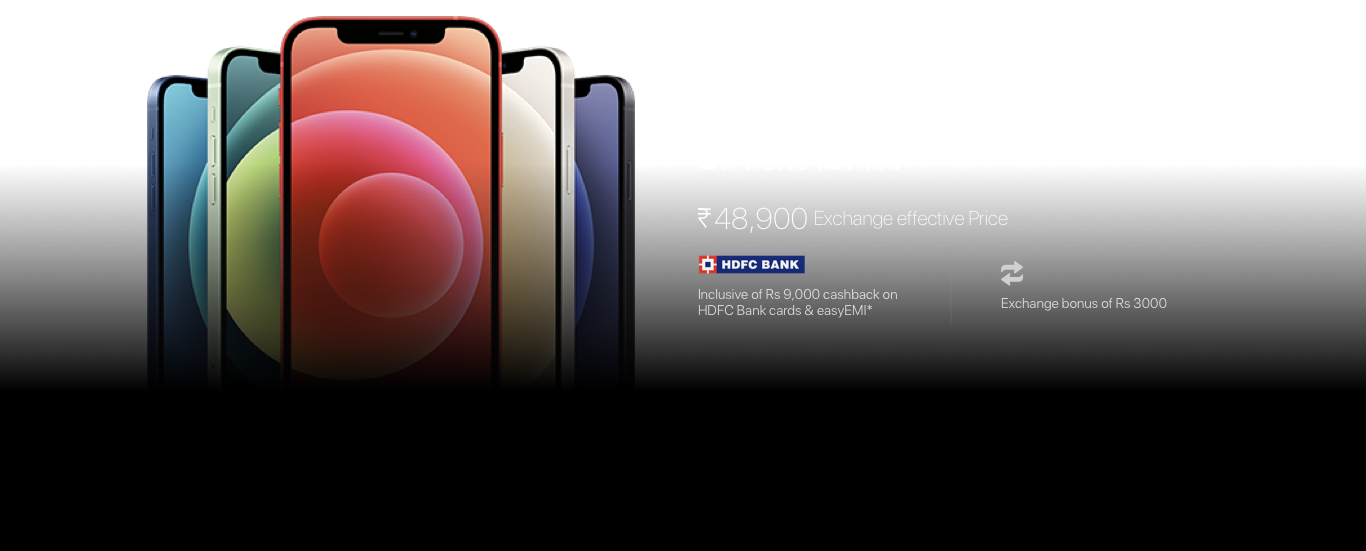 ₹48,900 Exchange effective Price
HDFC BANK
Inclusive of Rs 9,000 cashback on
HDFC Bank cards & easyEMI*
Exchange bonus of Rs 3000